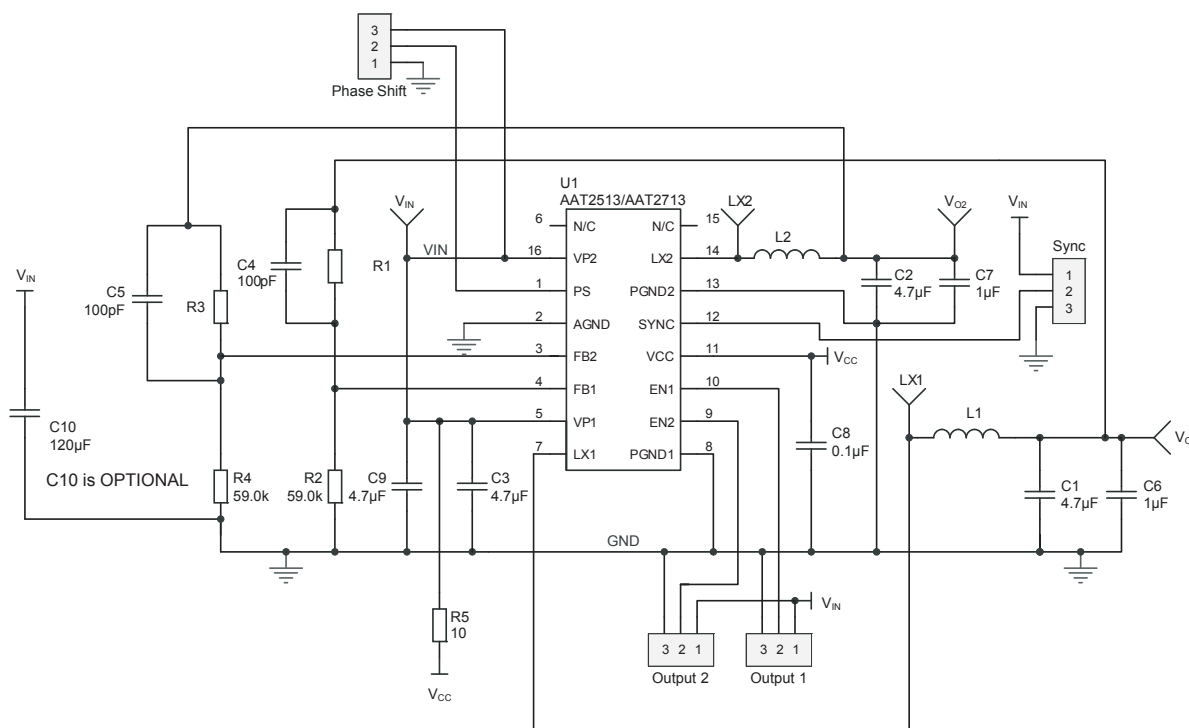 3
2
1
Phase Shift
U1
AAT2513/AAT2713
V_IN
LX2
V_O2
V_IN
Sync
6
N/C
N/C
15
VIN
16
VP2
LX2
14
L2
1
PS
PGND2
13
2
AGND
SYNC
12
3
FB2
VCC
11
V_CC
4
FB1
EN1
10
5
VP1
EN2
9
7
LX1
PGND1
8
1
2
3
C2
4.7µF
C7
1µF
V_IN
C5
100pF
R3
C4
100pF
R1
C10
120µF
C10 is OPTIONAL
R4
59.0k
R2
59.0k
C9
4.7µF
C3
4.7µF
C8
0.1µF
LX1
L1
C1
4.7µF
C6
1µF
GND
R5
10
V_CC
V_IN
3 2 1
Output 2
3 2 1
Output 1